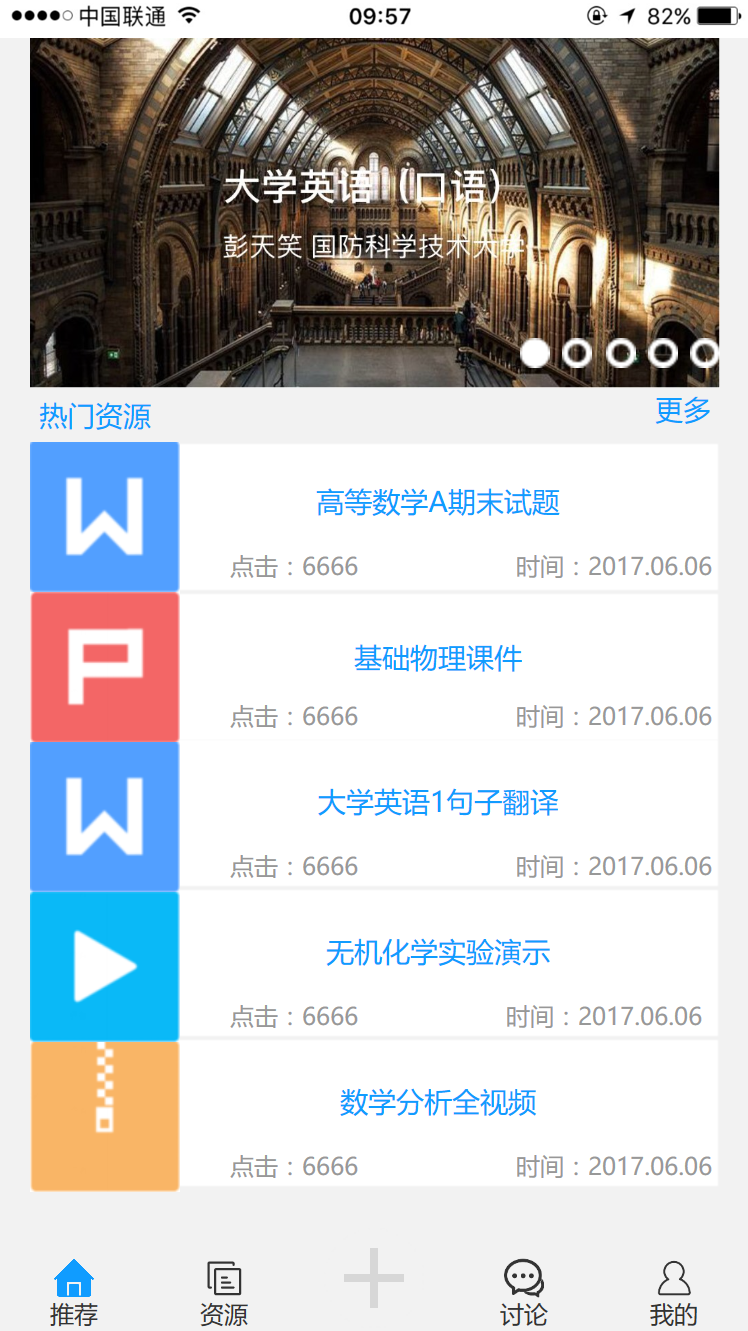 中国联通 09:57 82%
大学英语（口语）
彭天笑 国防科学技术大学
热门资源 更多
W
高等数学A期末试题
点击：6666 时间：2017.06.06
P
基础物理课件
点击：6666 时间：2017.06.06
W
大学英语1句子翻译
点击：6666 时间：2017.06.06
无机化学实验演示
点击：6666 时间：2017.06.06
数学分析全视频
点击：6666 时间：2017.06.06
推荐 资源 讨论 我的